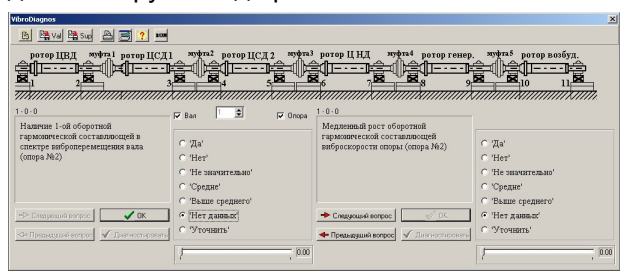 VibroDiagnos
Val Sup
ротор ЦВД муфта1 ротор ЦСД1 муфта2 ротор ЦСД 2 муфта3 ротор Ц НД муфта4 ротор генер. муфта5 ротор возбуд.
1 2 3 4 5 6 7 8 9 10 11
1 - 0 - 0
Наличие 1-ой оборотной
гармонической составляющей в
спектре виброперемещения вала
(опора №2)
Вал 1 Опора
'Да'
'Нет'
'Не значительно'
'Средне'
'Выше среднего'
'Нет данных'
'Уточнить'
Следующий вопрос OK
Предыдущий вопрос Диагностировать
0.00
1 - 0 - 0
Медленный рост оборотной
гармонической составляющей
виброскорости опоры (опора №2)
'Да'
'Нет'
'Не значительно'
'Средне'
'Выше среднего'
'Нет данных'
'Уточнить'
Следующий вопрос OK
Предыдущий вопрос Диагностировать
0.00